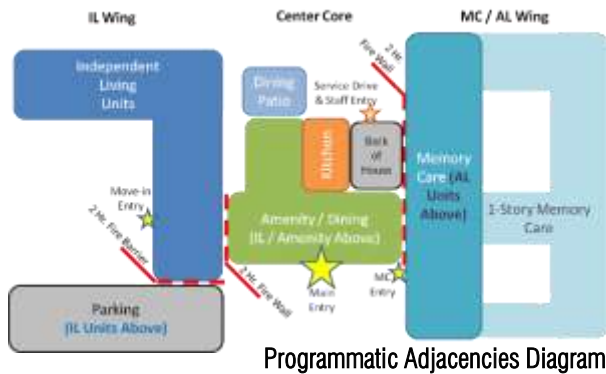 IL Wing
Center Core
MC / AL Wing
Independent
Living
Units
Dining
Patio
Service Drive
& Staff Entry
2 Hr.
Fire Wall
Kitchen
Back
of
House
Memory
Care (AL
Units
Above)
1-Story Memory
Care
Move-in
Entry
2 Hr. Fire Barrier
Amenity / Dining
(IL / Amenity Above)
2 Hr. Fire Wall
Main
Entry
MC
Entry
Parking
(IL Units Above)
Programmatic Adjacencies Diagram